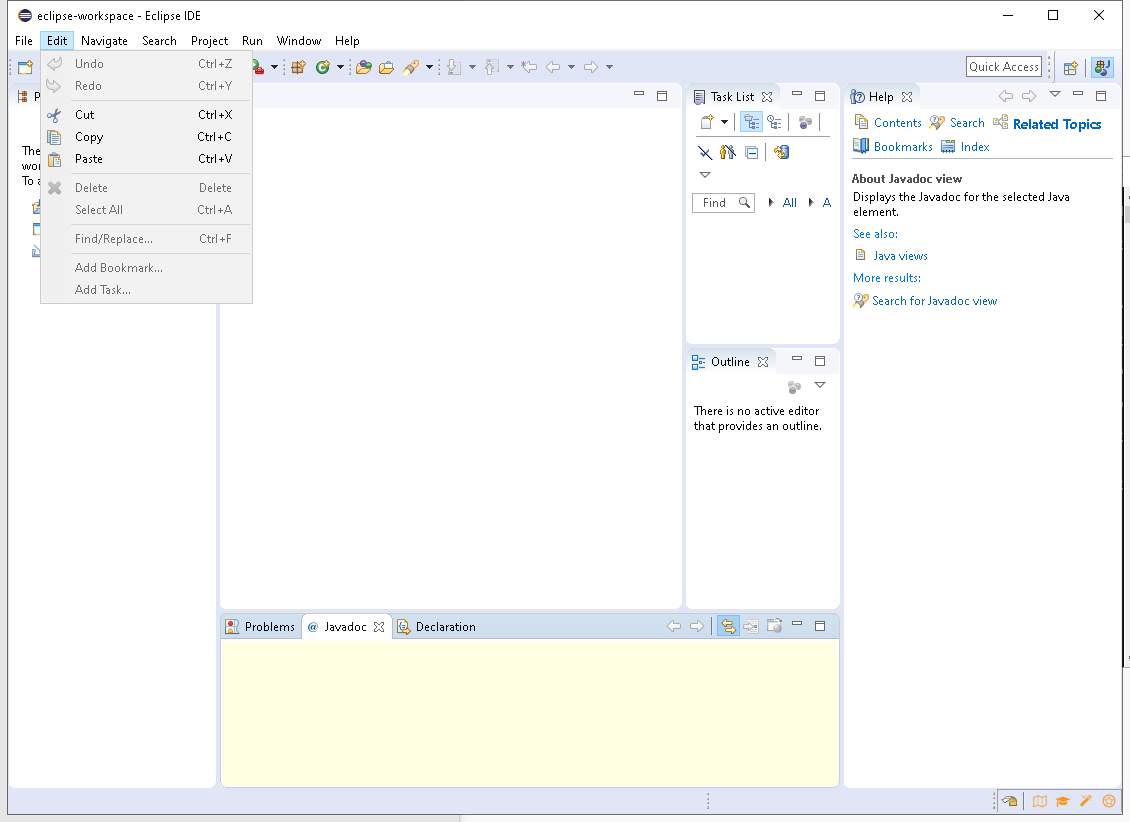 eclipse-workspace - Eclipse IDE
File Edit Navigate Search Project Run Window Help
Undo Ctrl+Z
Redo Ctrl+Y
Cut Ctrl+X
Copy Ctrl+C
Paste Ctrl+V
Delete Delete
Select All Ctrl+A
Find/Replace... Ctrl+F
Add Bookmark...
Add Task...
Quick Access
P
The
wor
To a
Task List
Find All A
Outline
There is no active editor
that provides an outline.
Help
Contents Search Related Topics
Bookmarks Index
About Javadoc view
Displays the Javadoc for the selected Java
element.
See also:
Java views
More results:
Search for Javadoc view
Problems @ Javadoc Declaration